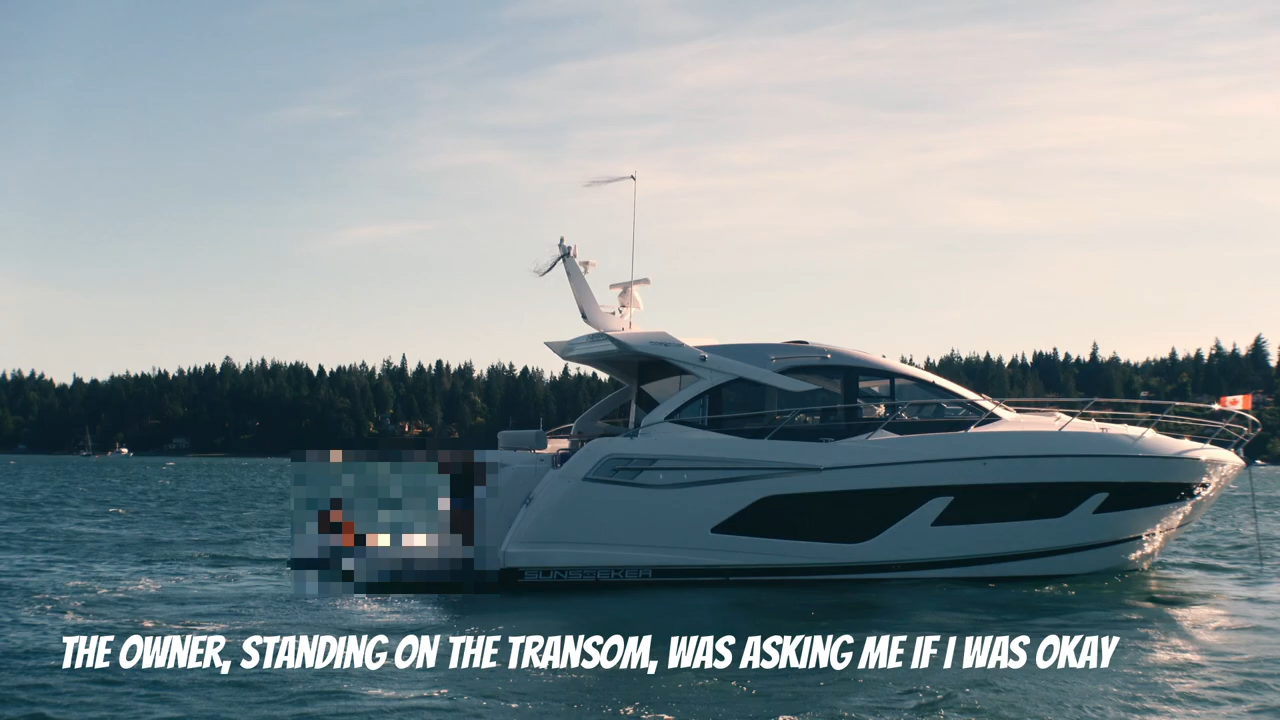 SUNSEEKER
THE OWNER, STANDING ON THE TRANSOM, WAS ASKING ME IF I WAS OKAY